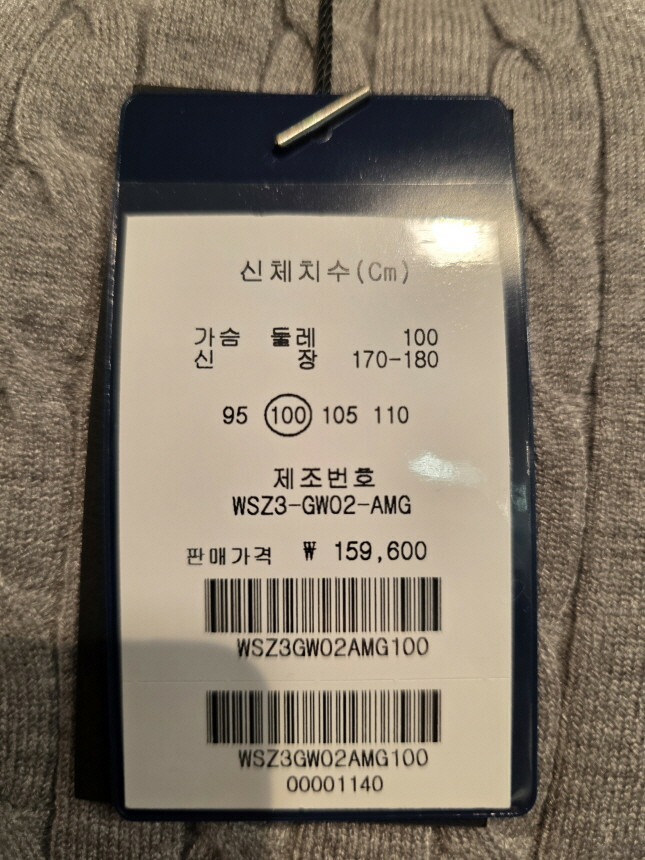 신체치수(Cm)
가슴 둘레 100
신 장 170-180
95 100 105 110
제조번호
WSZ3-GW02-AMG
판매가격 ₩ 159,600
WSZ3GW02AMG100
WSZ3GW02AMG100
00001140